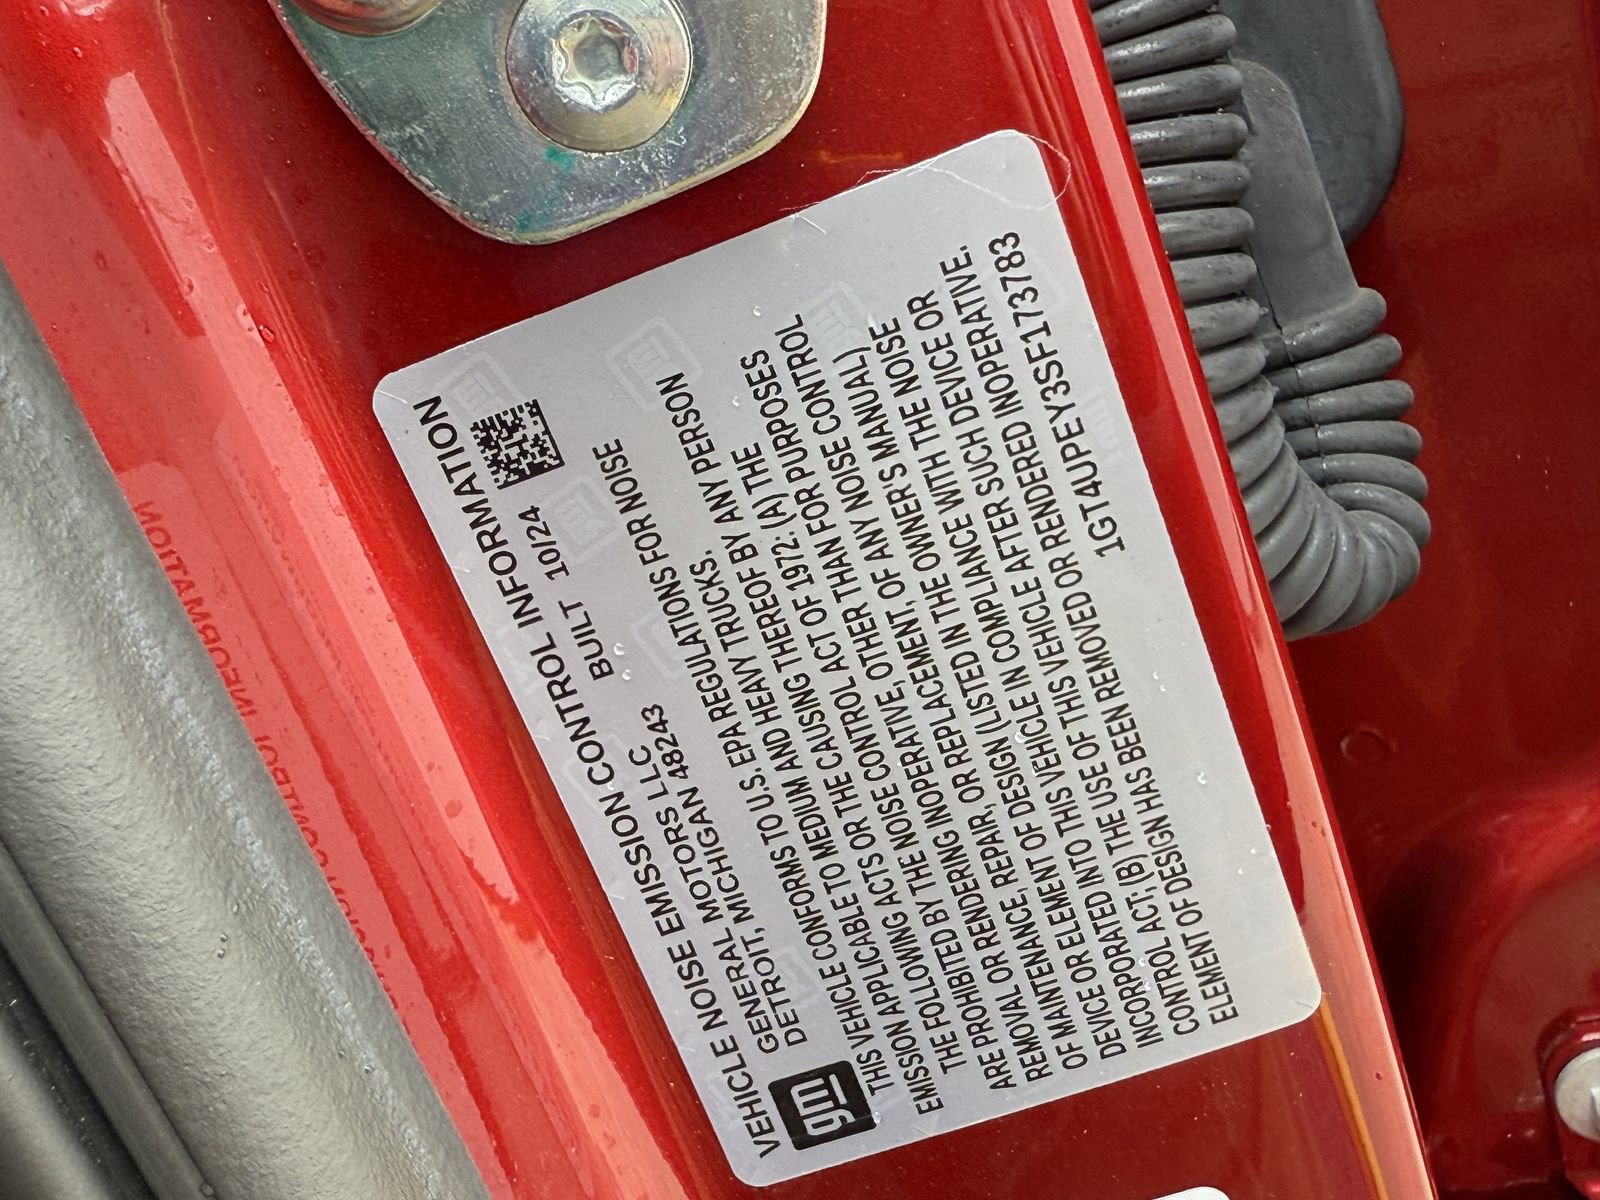 VEHICLE NOISE EMISSION CONTROL INFORMATION
gm
GENERAL MOTORS LLC BUILT 10/24
DETROIT, MICHIGAN 48243
THIS VEHICLE CONFORMS TO U.S. EPA REGULATIONS FOR NOISE
EMISSION APPLICABLE TO MEDIUM AND HEAVY TRUCKS.
THE FOLLOWING ACTS OR THE CAUSING THEREOF BY ANY PERSON
ARE PROHIBITED BY THE NOISE CONTROL ACT OF 1972: (A) THE
REMOVAL OR RENDERING INOPERATIVE, OTHER THAN FOR PURPOSES
OF MAINTENANCE, REPAIR, OR REPLACEMENT, OF ANY NOISE CONTROL
DEVICE OR ELEMENT OF DESIGN (LISTED IN THE OWNER'S MANUAL)
INCORPORATED INTO THIS VEHICLE IN COMPLIANCE WITH THE NOISE
CONTROL ACT; (B) THE USE OF THIS VEHICLE AFTER SUCH DEVICE OR
ELEMENT OF DESIGN HAS BEEN REMOVED OR RENDERED INOPERATIVE.
1GT4UPEY3SF173783